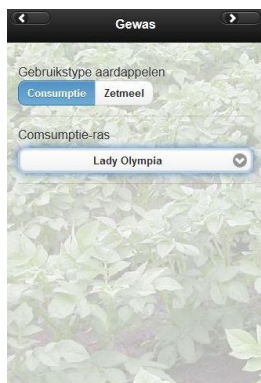 Gewas
Gebruikstype aardappelen
Consumptie Zetmeel
Comsumptie-ras
Lady Olympia